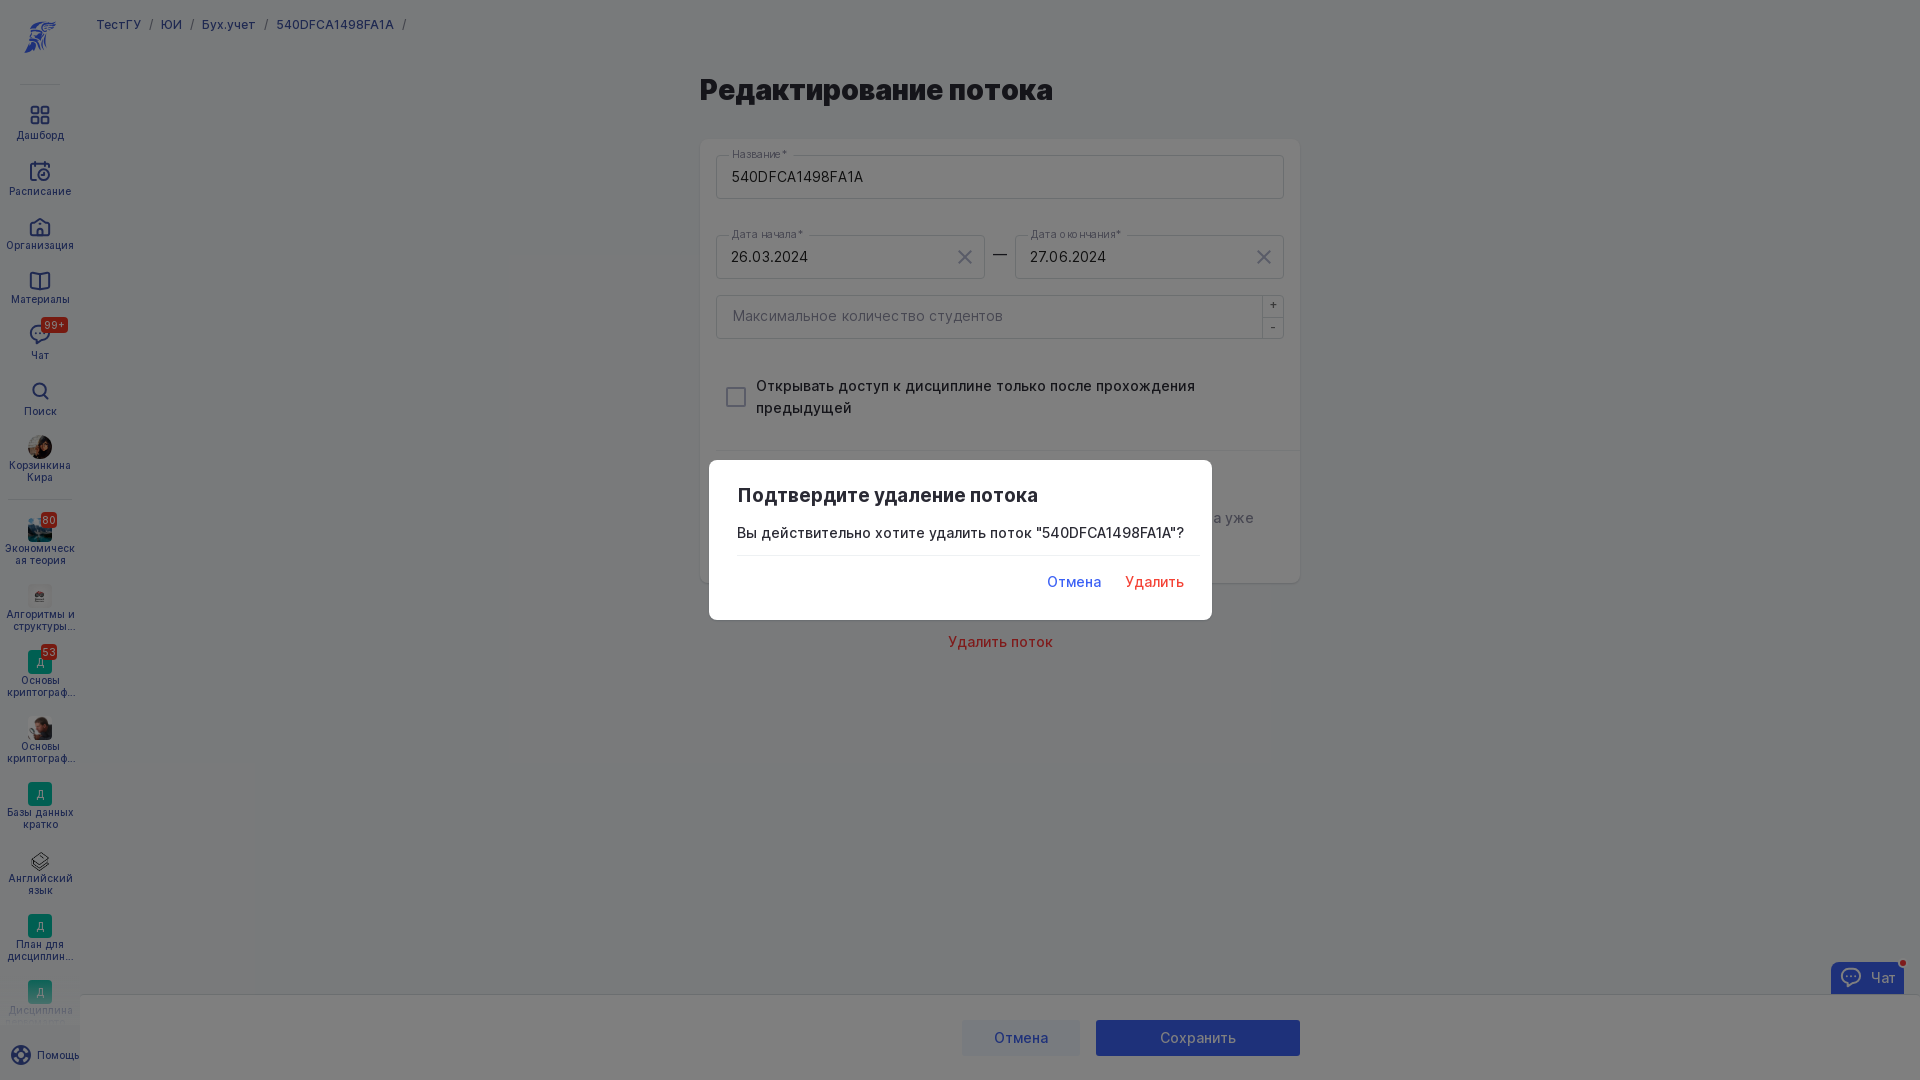 ТестГУ / ЮИ / Бух.учет / 540DFCA1498FA1A /
Дашборд
Расписание
Организация
Материалы
99+
Чат
Поиск
Корзинкина
Кира
80
Экономическ
ая теория
Алгоритмы и
структуры...
53
Д
Основы
криптограф...
Основы
криптограф...
Д
Базы данных
кратко
Английский
язык
Д
План для
дисциплин...
Д
Дисциплина
Помощь
Редактирование потока
Название*
540DFCA1498FA1A
Дата начала*
26.03.2024
—
Дата окончания*
27.06.2024
Максимальное количество студентов
+
-
Открывать доступ к дисциплине только после прохождения
предыдущей
а уже
Подтвердите удаление потока
Вы действительно хотите удалить поток "540DFCA1498FA1A"?
Отмена
Удалить
Удалить поток
Чат
Отмена
Сохранить